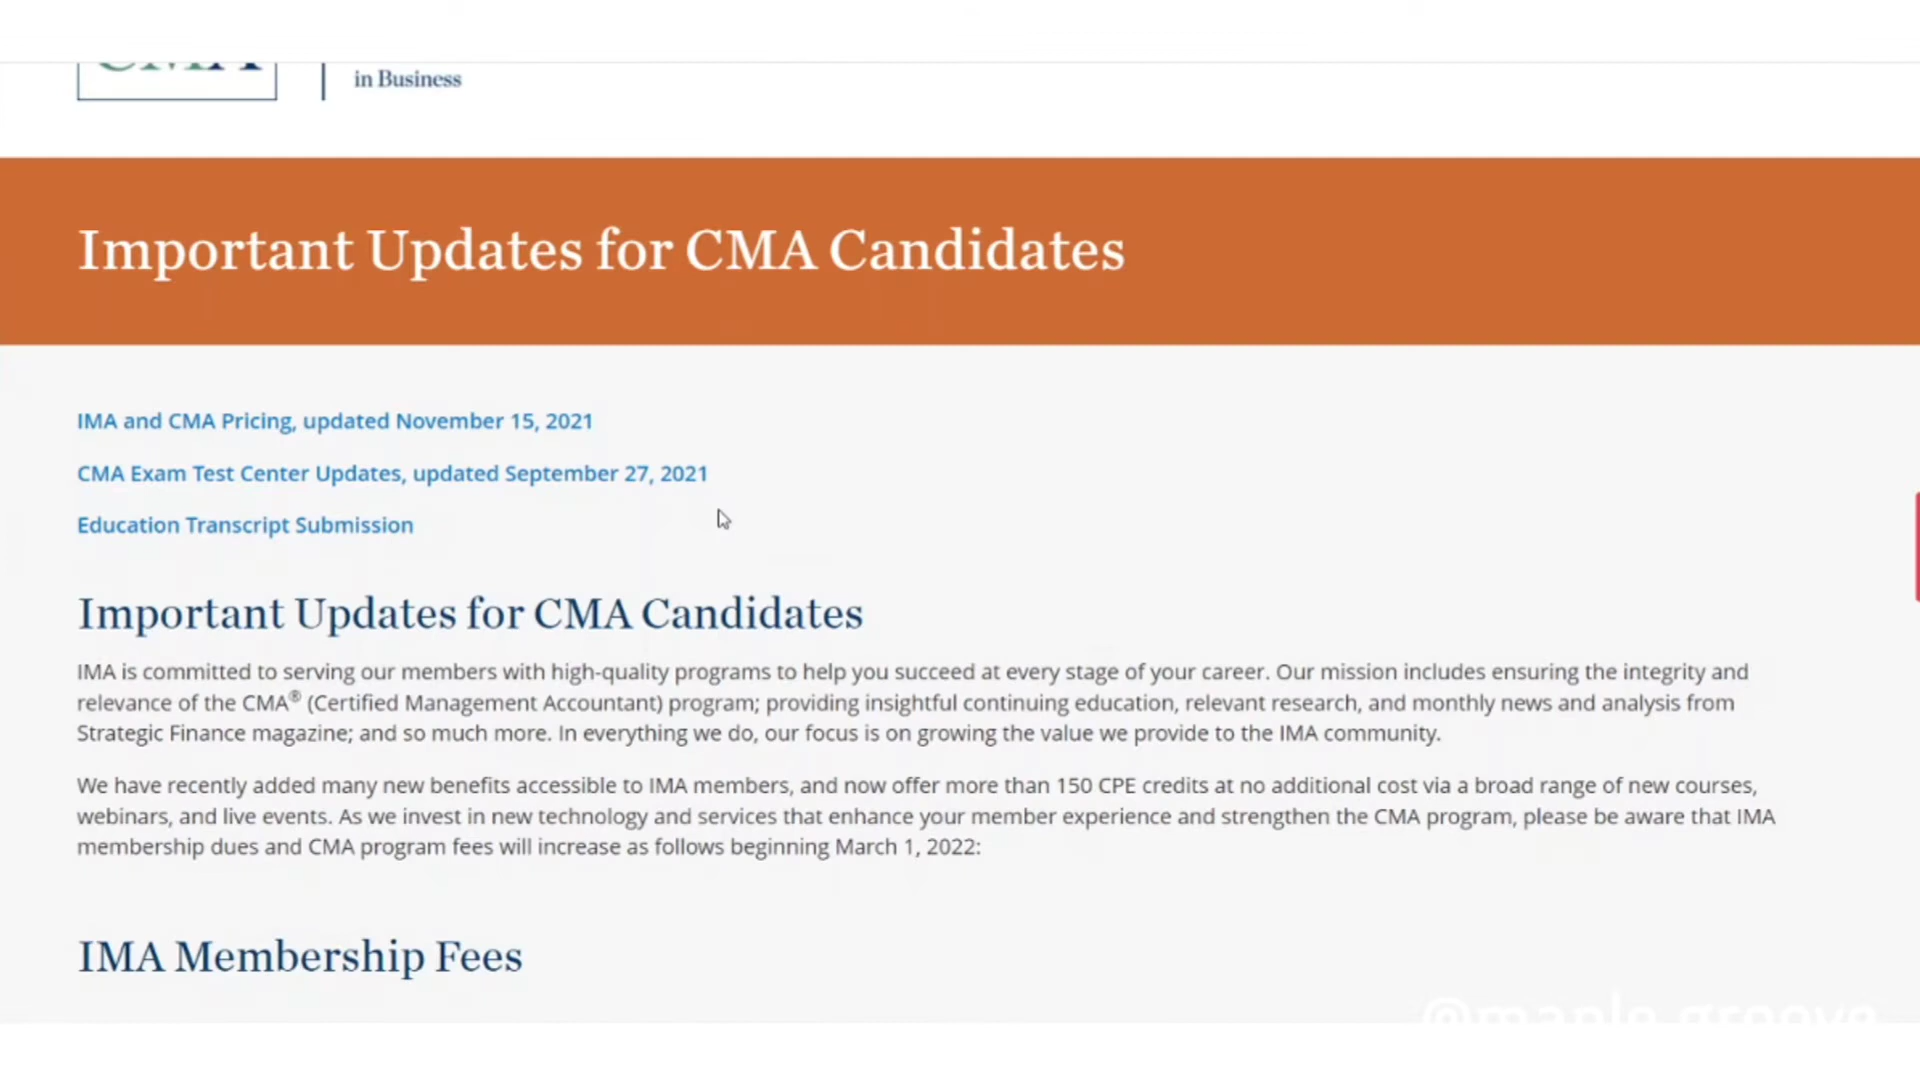 CMA
in Business
Important Updates for CMA Candidates
IMA and CMA Pricing, updated November 15, 2021
CMA Exam Test Center Updates, updated September 27, 2021
Education Transcript Submission
Important Updates for CMA Candidates
IMA is committed to serving our members with high-quality programs to help you succeed at every stage of your career. Our mission includes ensuring the integrity and
relevance of the CMA® (Certified Management Accountant) program; providing insightful continuing education, relevant research, and monthly news and analysis from
Strategic Finance magazine; and so much more. In everything we do, our focus is on growing the value we provide to the IMA community.
We have recently added many new benefits accessible to IMA members, and now offer more than 150 CPE credits at no additional cost via a broad range of new courses,
webinars, and live events. As we invest in new technology and services that enhance your member experience and strengthen the CMA program, please be aware that IMA
membership dues and CMA program fees will increase as follows beginning March 1, 2022:
IMA Membership Fees